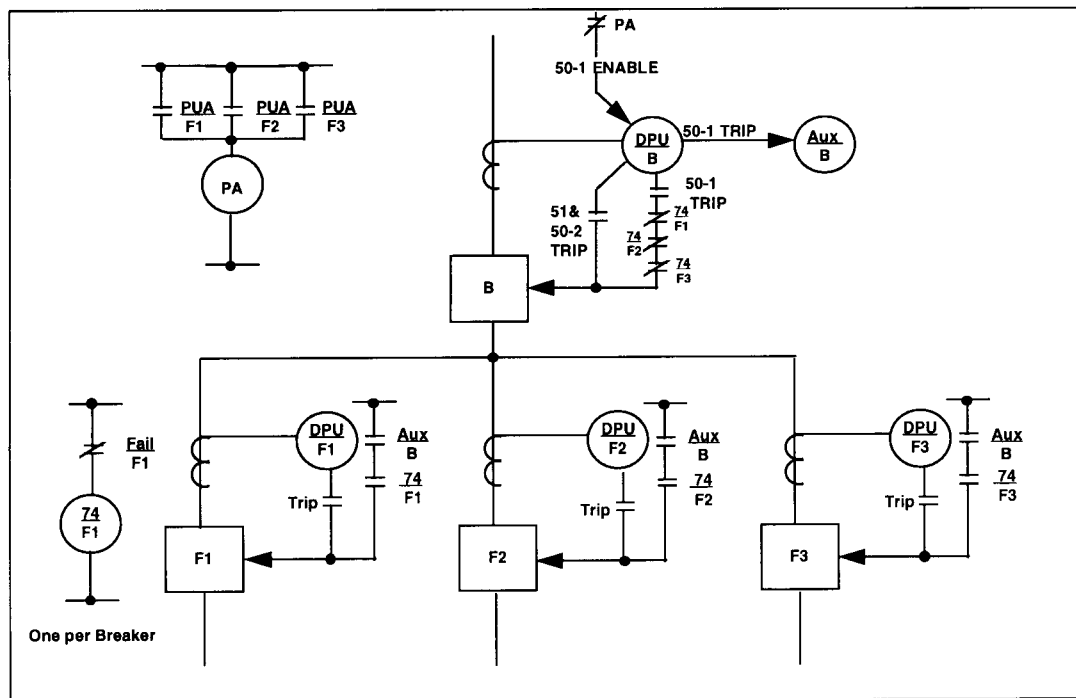 PA
50-1 ENABLE
PUA PUA PUA
F1 F2 F3
PA
DPU
B
50-1 TRIP
Aux
B
50-1
TRIP
51&
50-2
TRIP
74
F1
74
F2
74
F3
B
Fail
F1
74
F1
One per Breaker
DPU
F1
Aux
B
74
F1
Trip
F1
DPU
F2
Aux
B
74
F2
Trip
F2
DPU
F3
Aux
B
74
F3
Trip
F3